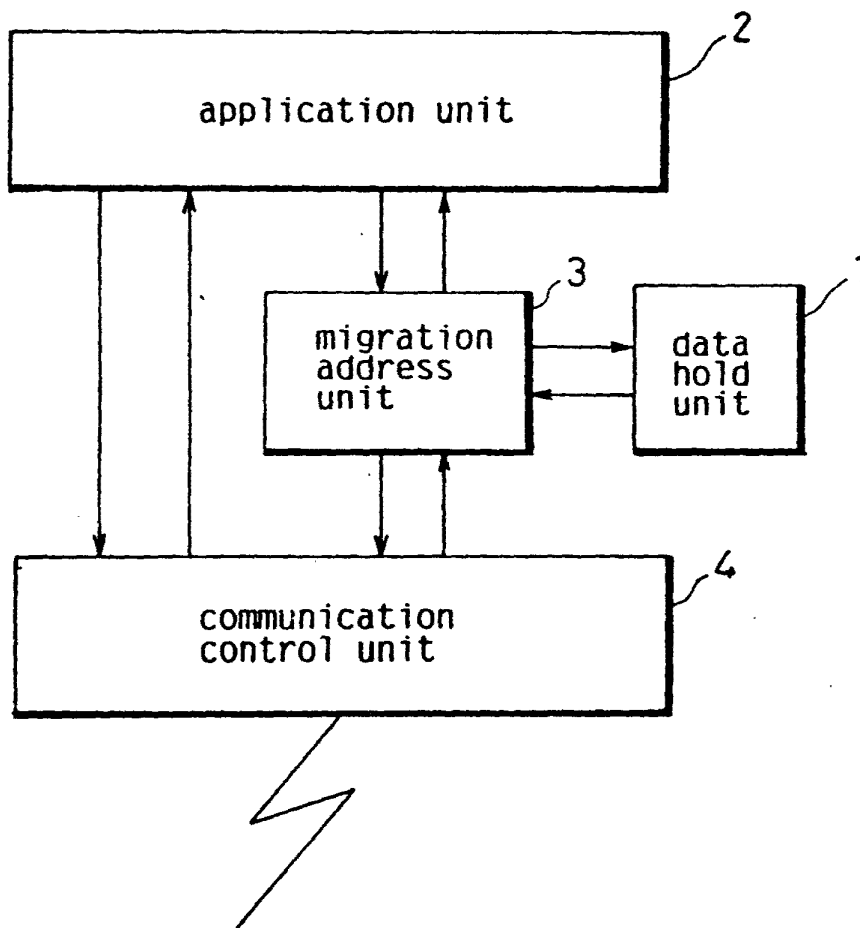 2
application unit
3
migration
address
unit
data
hold
unit
4
communication
control unit